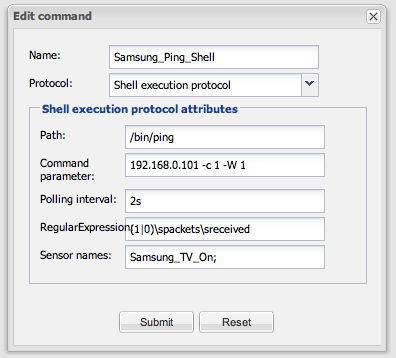 Edit command
Name: Samsung_Ping_Shell
Protocol: Shell execution protocol
Shell execution protocol attributes
Path: /bin/ping
Command parameter: 192.168.0.101 -c 1 -W 1
Polling interval: 2s
RegularExpression: (1|0)\spackets\sreceived
Sensor names: Samsung_TV_On;
Submit Reset